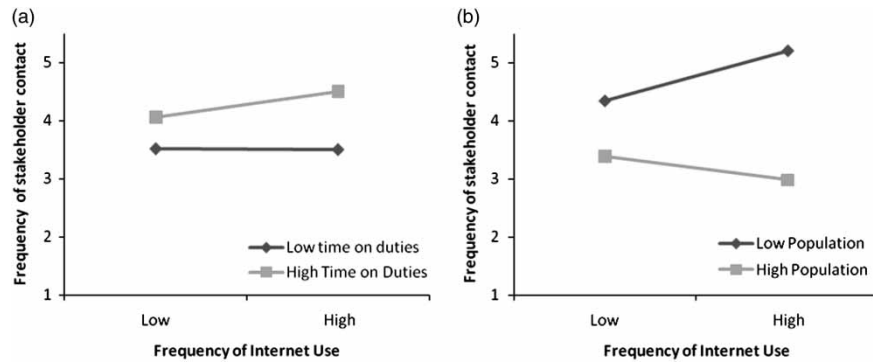 (a)
Frequency of stakeholder contact
5
4
3
2
1
Low time on duties
High Time on Duties
Low
High
Frequency of Internet Use
(b)
Frequency of stakeholder contact
5
4
3
2
1
Low Population
High Population
Low
High
Frequency of Internet Use